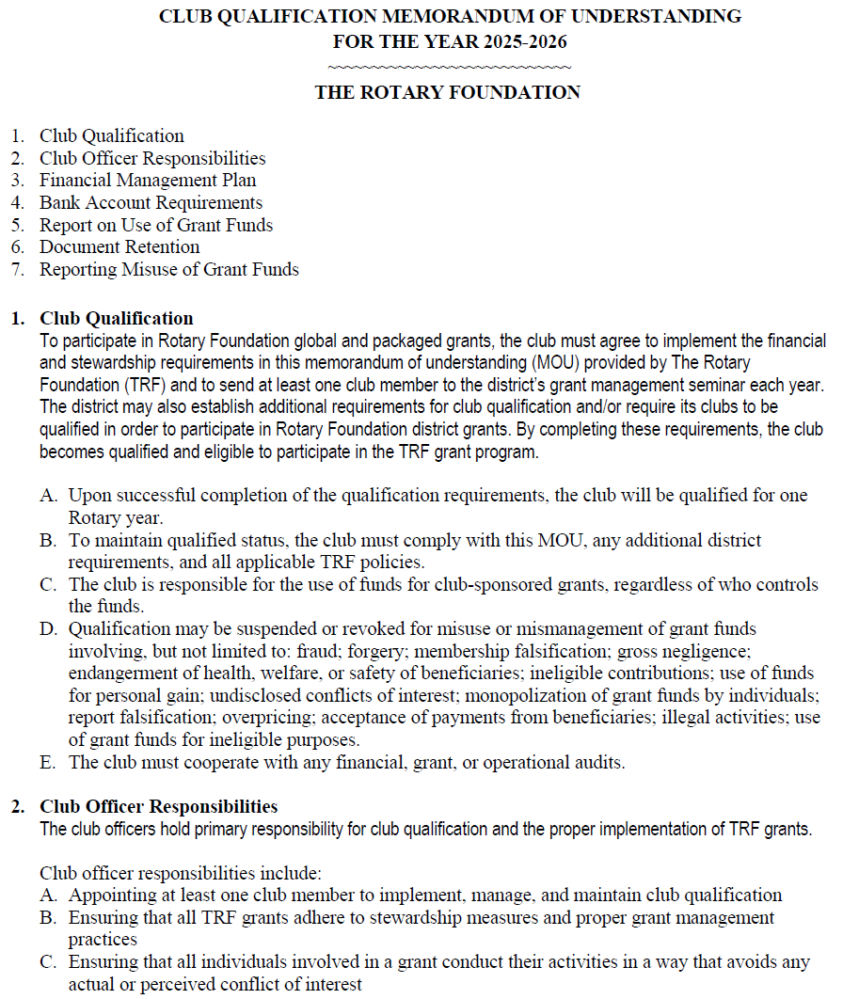 CLUB QUALIFICATION MEMORANDUM OF UNDERSTANDING
FOR THE YEAR 2025-2026
~~~~~~~~~~~~~~~~~~~~~~~~~~~~~
THE ROTARY FOUNDATION
1. Club Qualification
2. Club Officer Responsibilities
3. Financial Management Plan
4. Bank Account Requirements
5. Report on Use of Grant Funds
6. Document Retention
7. Reporting Misuse of Grant Funds
1. Club Qualification
To participate in Rotary Foundation global and packaged grants, the club must agree to implement the financial
and stewardship requirements in this memorandum of understanding (MOU) provided by The Rotary
Foundation (TRF) and to send at least one club member to the district’s grant management seminar each year.
The district may also establish additional requirements for club qualification and/or require its clubs to be
qualified in order to participate in Rotary Foundation district grants. By completing these requirements, the club
becomes qualified and eligible to participate in the TRF grant program.
A. Upon successful completion of the qualification requirements, the club will be qualified for one
Rotary year.
B. To maintain qualified status, the club must comply with this MOU, any additional district
requirements, and all applicable TRF policies.
C. The club is responsible for the use of funds for club-sponsored grants, regardless of who controls
the funds.
D. Qualification may be suspended or revoked for misuse or mismanagement of grant funds
involving, but not limited to: fraud; forgery; membership falsification; gross negligence;
endangerment of health, welfare, or safety of beneficiaries; ineligible contributions; use of funds
for personal gain; undisclosed conflicts of interest; monopolization of grant funds by individuals;
report falsification; overpricing; acceptance of payments from beneficiaries; illegal activities; use
of grant funds for ineligible purposes.
E. The club must cooperate with any financial, grant, or operational audits.
2. Club Officer Responsibilities
The club officers hold primary responsibility for club qualification and the proper implementation of TRF grants.
Club officer responsibilities include:
A. Appointing at least one club member to implement, manage, and maintain club qualification
B. Ensuring that all TRF grants adhere to stewardship measures and proper grant management
practices
C. Ensuring that all individuals involved in a grant conduct their activities in a way that avoids any
actual or perceived conflict of interest